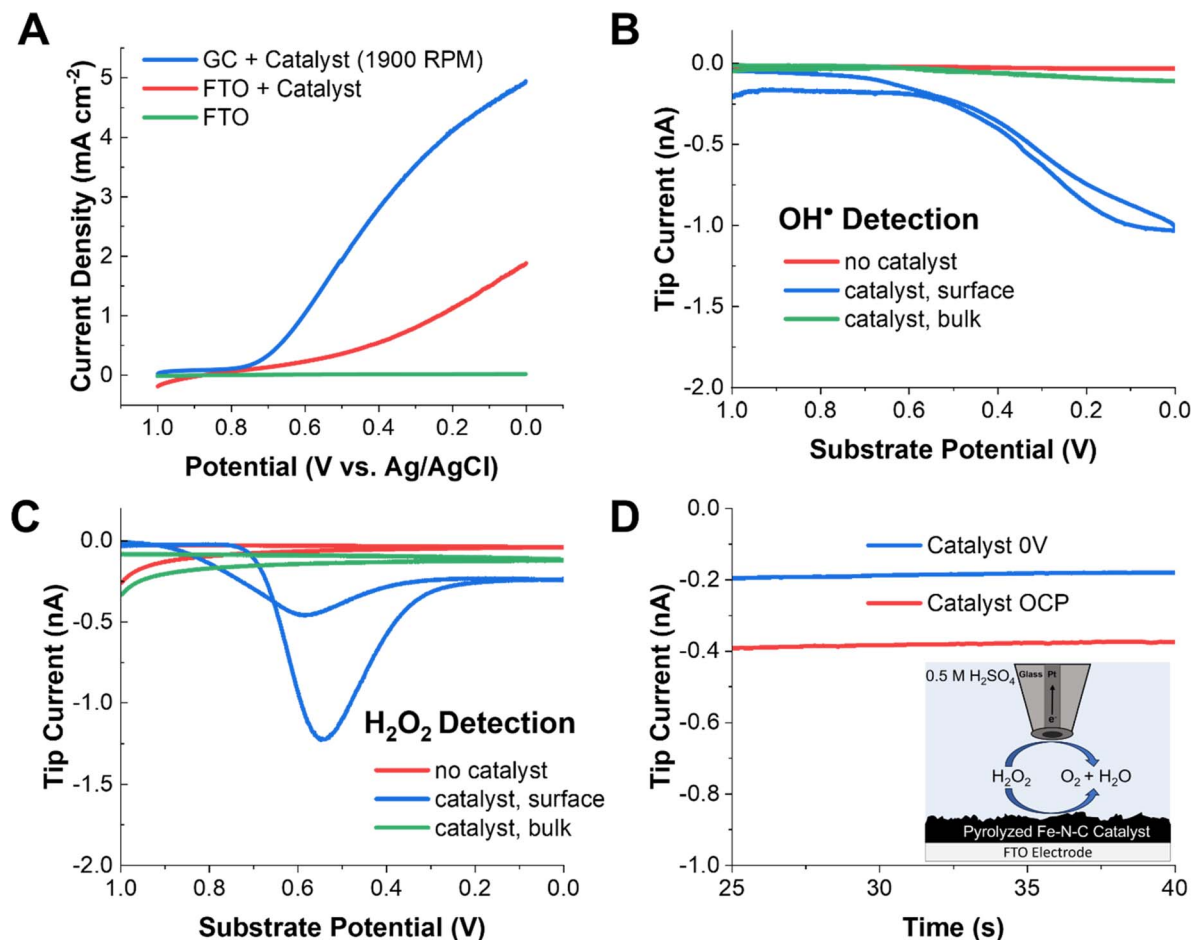 A
GC + Catalyst (1900 RPM)
FTO + Catalyst
FTO
5
4
3
2
1
0
1.0 0.8 0.6 0.4 0.2 0.0
Current Density (mA cm⁻²)
Potential (V vs. Ag/AgCl)
B
0.0
-0.5
-1.0
-1.5
-2.0
OH• Detection
no catalyst
catalyst, surface
catalyst, bulk
1.0 0.8 0.6 0.4 0.2 0.0
Tip Current (nA)
Substrate Potential (V)
C
0.0
-0.5
-1.0
-1.5
-2.0
H₂O₂ Detection
no catalyst
catalyst, surface
catalyst, bulk
1.0 0.8 0.6 0.4 0.2 0.0
Tip Current (nA)
Substrate Potential (V)
D
0.0
-0.2
-0.4
-0.6
-0.8
-1.0
Catalyst 0V
Catalyst OCP
0.5 M H₂SO₄
Glass Pt
e⁻
H₂O₂ O₂ + H₂O
Pyrolyzed Fe-N-C Catalyst
FTO Electrode
25 30 35 40
Tip Current (nA)
Time (s)